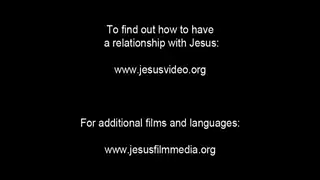 To find out how to have
a relationship with Jesus:
www.jesusvideo.org
For additional films and languages:
www.jesusfilmmedia.org